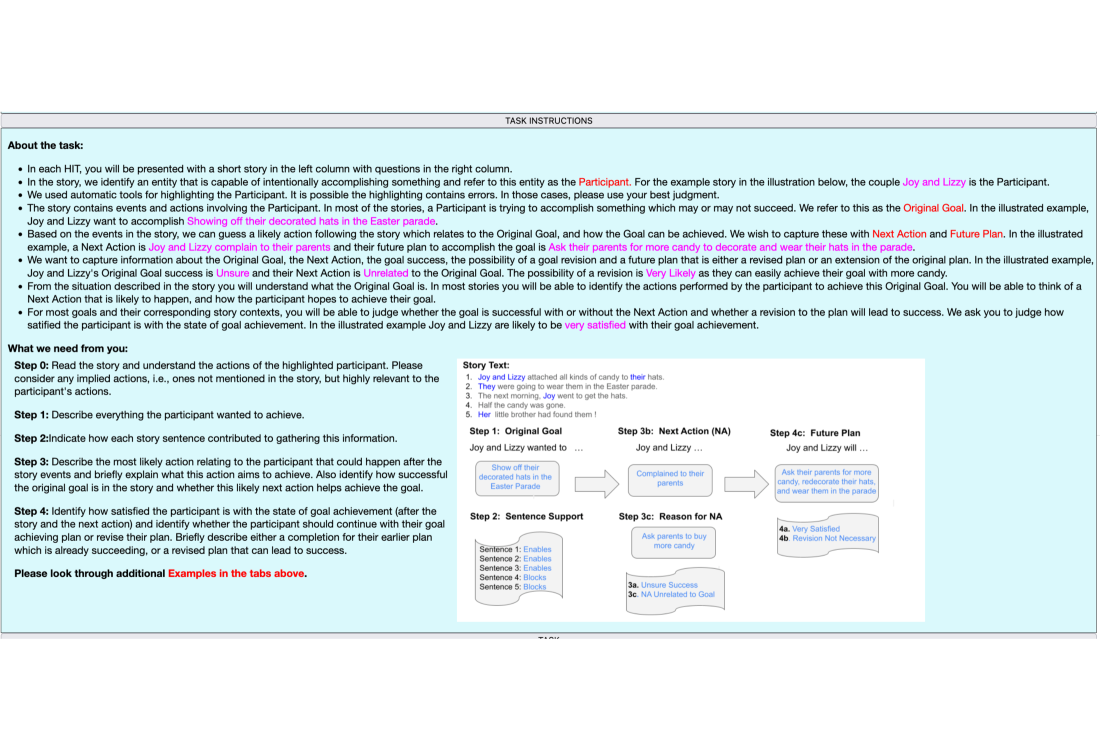 TASK INSTRUCTIONS
About the task:
• In each HIT, you will be presented with a short story in the left column with questions in the right column.
• In the story, we identify an entity that is capable of intentionally accomplishing something and refer to this entity as the Participant. For the example story in the illustration below, the couple Joy and Lizzy is the Participant.
• We used automatic tools for highlighting the Participant. It is possible the highlighting contains errors. In those cases, please use your best judgment.
• The story contains events and actions involving the Participant. In most of the stories, a Participant is trying to accomplish something which may or may not succeed. We refer to this as the Original Goal. In the illustrated example,
Joy and Lizzy want to accomplish Showing off their decorated hats in the Easter parade.
• Based on the events in the story, we can guess a likely action following the story which relates to the Original Goal, and how the Goal can be achieved. We wish to capture these with Next Action and Future Plan. In the illustrated
example, a Next Action is Joy and Lizzy complain to their parents and their future plan to accomplish the goal is Ask their parents for more candy to decorate and wear their hats in the parade.
• We want to capture information about the Original Goal, the Next Action, the goal success, the possibility of a goal revision and a future plan that is either a revised plan or an extension of the original plan. In the illustrated example,
Joy and Lizzy's Original Goal success is Unsure and their Next Action is Unrelated to the Original Goal. The possibility of a revision is Very Likely as they can easily achieve their goal with more candy.
• From the situation described in the story you will understand what the Original Goal is. In most stories you will be able to identify the actions performed by the participant to achieve this Original Goal. You will be able to think of a
Next Action that is likely to happen, and how the participant hopes to achieve their goal.
• For most goals and their corresponding story contexts, you will be able to judge whether the goal is successful with or without the Next Action and whether a revision to the plan will lead to success. We ask you to judge how
satified the participant is with the state of goal achievement. In the illustrated example Joy and Lizzy are likely to be very satisfied with their goal achievement.
What we need from you:
Step 0: Read the story and understand the actions of the highlighted participant. Please
consider any implied actions, i.e., ones not mentioned in the story, but highly relevant to the
participant's actions.
Step 1: Describe everything the participant wanted to achieve.
Step 2:Indicate how each story sentence contributed to gathering this information.
Step 3: Describe the most likely action relating to the participant that could happen after the
story events and briefly explain what this action aims to achieve. Also identify how successful
the original goal is in the story and whether this likely next action helps achieve the goal.
Step 4: Identify how satisfied the participant is with the state of goal achievement (after the
story and the next action) and identify whether the participant should continue with their goal
achieving plan or revise their plan. Briefly describe either a completion for their earlier plan
which is already succeeding, or a revised plan that can lead to success.
Please look through additional Examples in the tabs above.
Story Text:
1. Joy and Lizzy attached all kinds of candy to their hats.
2. They were going to wear them in the Easter parade.
3. The next morning, Joy went to get the hats.
4. Half the candy was gone.
5. Her little brother had found them !
Step 1: Original Goal
Joy and Lizzy wanted to ...
Show off their
decorated hats in the
Easter Parade
Step 3b: Next Action (NA)
Joy and Lizzy ...
Complained to their
parents
Step 4c: Future Plan
Joy and Lizzy will ...
Ask their parents for more
candy, redecorate their hats,
and wear them in the parade
Step 2: Sentence Support
Sentence 1: Enables
Sentence 2: Enables
Sentence 3: Enables
Sentence 4: Blocks
Sentence 5: Blocks
Step 3c: Reason for NA
Ask parents to buy
more candy
3a. Unsure Success
3c. NA Unrelated to Goal
4a. Very Satisfied
4b. Revision Not Necessary